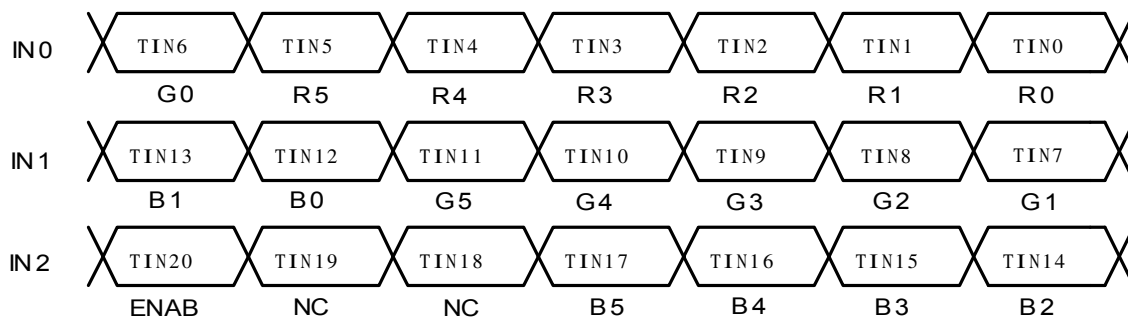 IN0 TIN6 TIN5 TIN4 TIN3 TIN2 TIN1 TIN0
G0 R5 R4 R3 R2 R1 R0
IN1 TIN13 TIN12 TIN11 TIN10 TIN9 TIN8 TIN7
B1 B0 G5 G4 G3 G2 G1
IN2 TIN20 TIN19 TIN18 TIN17 TIN16 TIN15 TIN14
ENAB NC NC B5 B4 B3 B2